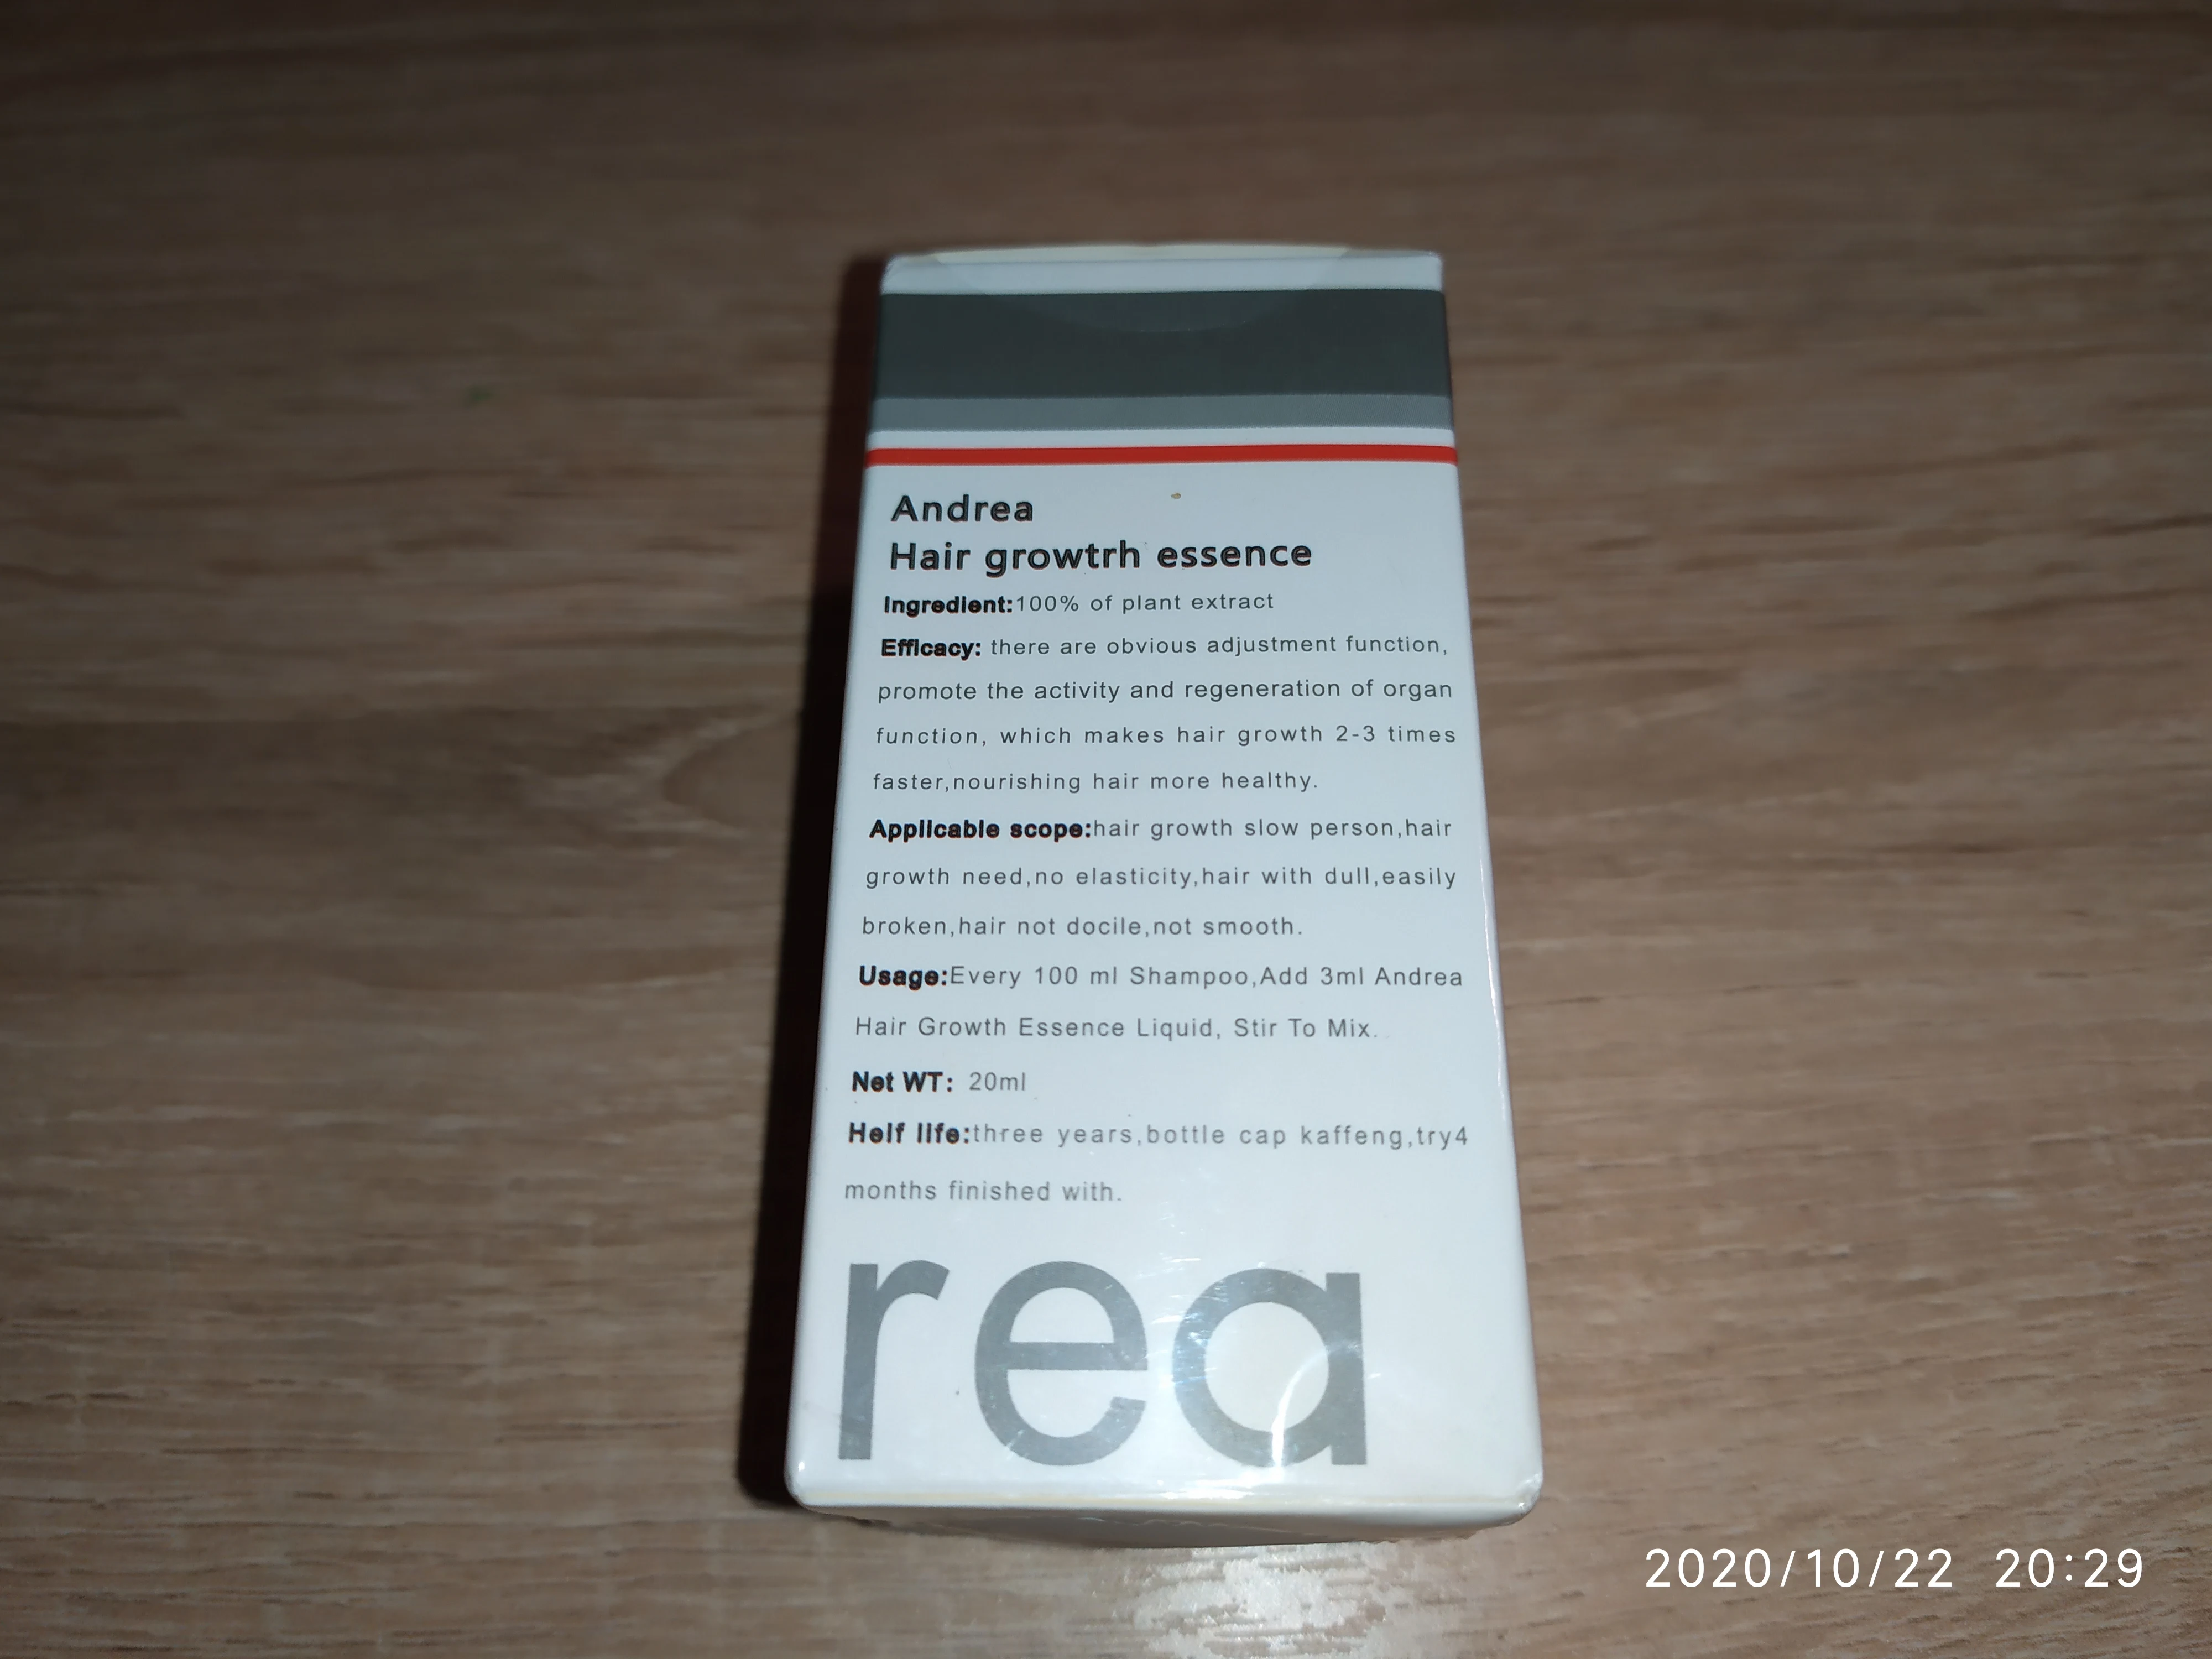 Andrea
Hair growtrh essence
Ingredient:100% of plant extract
Efficacy: there are obvious adjustment function,
promote the activity and regeneration of organ
function, which makes hair growth 2-3 times
faster,nourishing hair more healthy.
Applicable scope:hair growth slow person,hair
growth need,no elasticity,hair with dull,easily
broken,hair not docile,not smooth.
Usage:Every 100 ml Shampoo,Add 3ml Andrea
Hair Growth Essence Liquid, Stir To Mix.
Net WT: 20ml
Helf life:three years,bottle cap kaffeng,try4
months finished with.
rea
2020/10/22 20:29